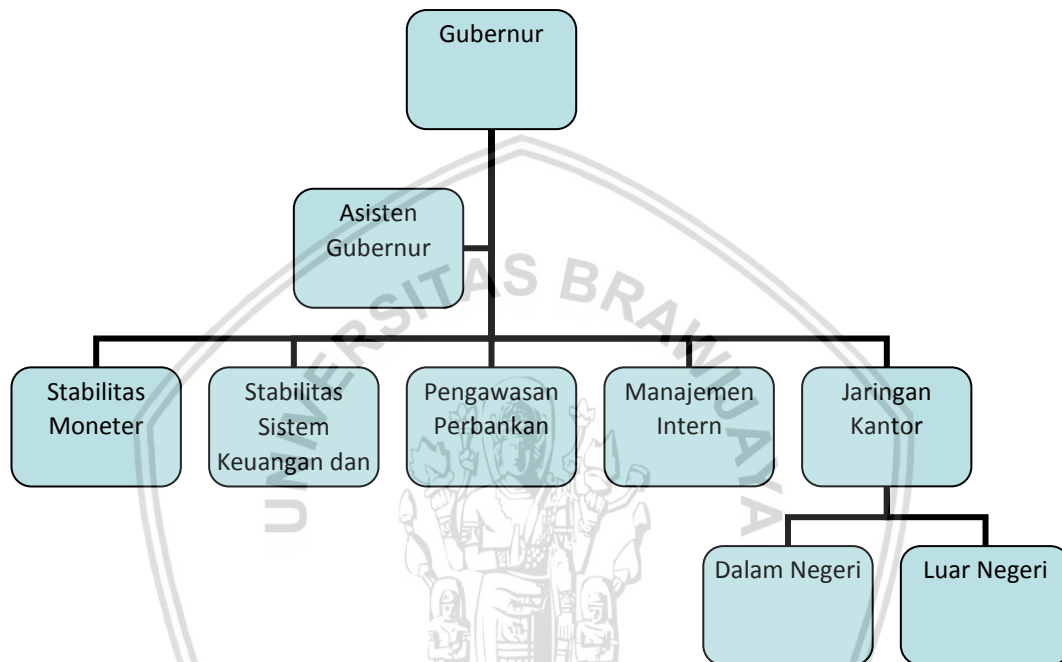 Gubernur
Asisten
Gubernur
UNIVERSITAS BRAWIJAYA
Stabilitas
Moneter
Stabilitas
Sistem
Keuangan dan
Pengawasan
Perbankan
Manajemen
Intern
Jaringan
Kantor
Dalam Negeri
Luar Negeri